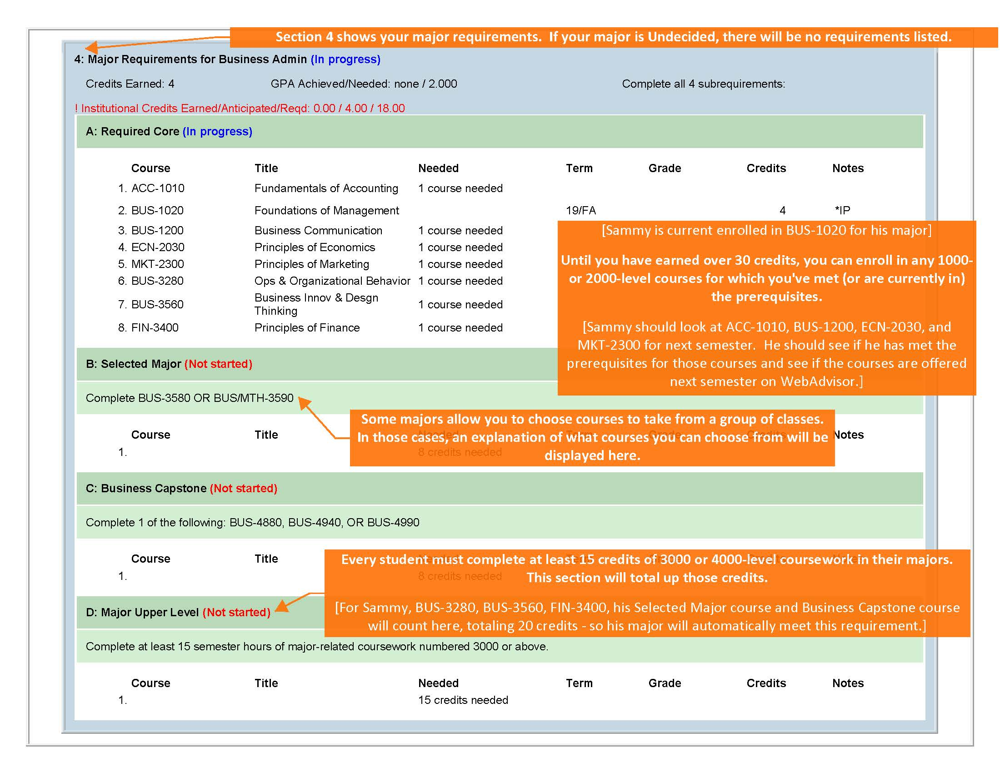 Section 4 shows your major requirements.  If your major is Undecided, there will be no requirements listed.
4: Major Requirements for Business Admin (In progress)
Credits Earned: 4 GPA Achieved/Needed: none / 2.000 Complete all 4 subrequirements:
! Institutional Credits Earned/Anticipated/Reqd: 0.00 / 4.00 / 18.00
A: Required Core (In progress)
Course Title Needed Term Grade Credits Notes
1. ACC-1010 Fundamentals of Accounting 1 course needed
2. BUS-1020 Foundations of Management 19/FA 4 *IP
3. BUS-1200 Business Communication 1 course needed
4. ECN-2030 Principles of Economics 1 course needed
5. MKT-2300 Principles of Marketing 1 course needed
6. BUS-3280 Ops & Organizational Behavior 1 course needed
7. BUS-3560 Business Innov & Desgn
Thinking 1 course needed
8. FIN-3400 Principles of Finance 1 course needed
[Sammy is current enrolled in BUS-1020 for his major]
Until you have earned over 30 credits, you can enroll in any 1000-
or 2000-level courses for which you've met (or are currently in)
the prerequisites.
[Sammy should look at ACC-1010, BUS-1200, ECN-2030, and
MKT-2300 for next semester.  He should see if he has met the
prerequisites for those courses and see if the courses are offered
next semester on WebAdvisor.]
B: Selected Major (Not started)
Complete BUS-3580 OR BUS/MTH-3590
Some majors allow you to choose courses to take from a group of classes.
In those cases, an explanation of what courses you can choose from will be
displayed here.
Course Title Needed Term Grade Credits Notes
1. 8 credits needed
C: Business Capstone (Not started)
Complete 1 of the following: BUS-4880, BUS-4940, OR BUS-4990
Course Title Needed Term Grade Credits Notes
1. 8 credits needed
Every student must complete at least 15 credits of 3000 or 4000-level coursework in their majors.
This section will total up those credits.
[For Sammy, BUS-3280, BUS-3560, FIN-3400, his Selected Major course and Business Capstone course
will count here, totaling 20 credits - so his major will automatically meet this requirement.]
D: Major Upper Level (Not started)
Complete at least 15 semester hours of major-related coursework numbered 3000 or above.
Course Title Needed Term Grade Credits Notes
1. 15 credits needed